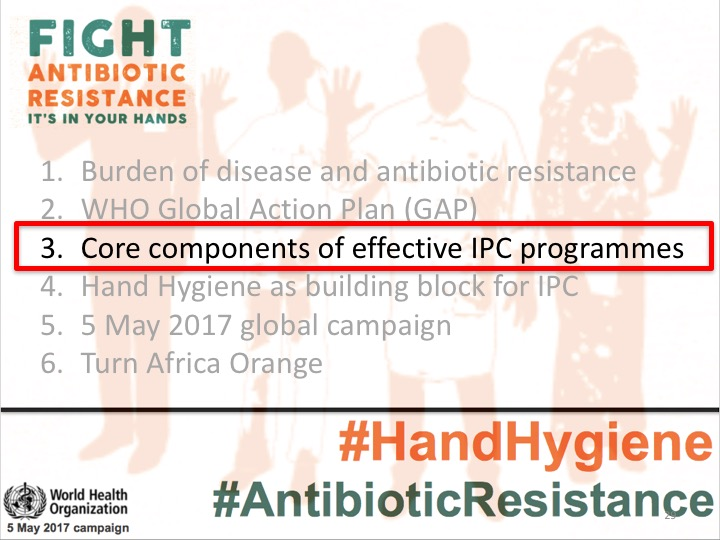 FIGHT
ANTIBIOTIC
RESISTANCE
IT'S IN YOUR HANDS
1. Burden of disease and antibiotic resistance
2. WHO Global Action Plan (GAP)
3. Core components of effective IPC programmes
4. Hand Hygiene as building block for IPC
5. 5 May 2017 global campaign
6. Turn Africa Orange
#HandHygiene
#AntibioticResistance
World Health
Organization
5 May 2017 campaign